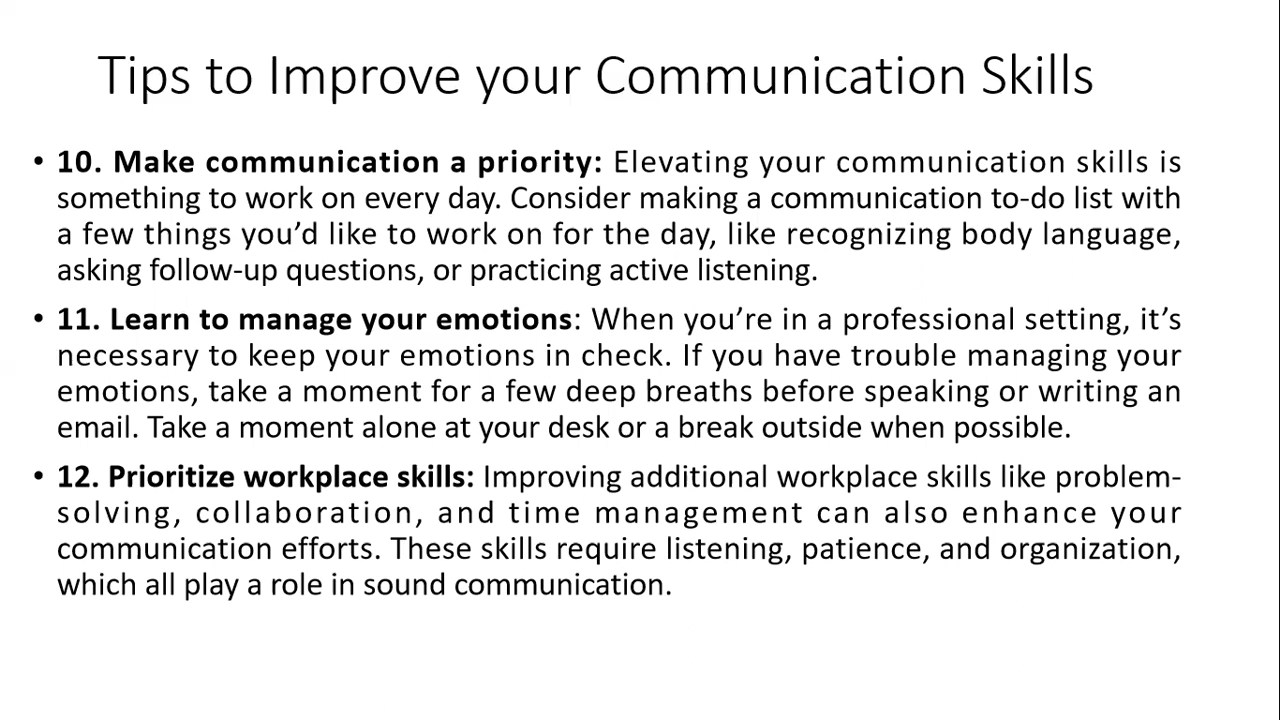 Tips to Improve your Communication Skills
• 10. Make communication a priority: Elevating your communication skills is
something to work on every day. Consider making a communication to-do list with
a few things you’d like to work on for the day, like recognizing body language,
asking follow-up questions, or practicing active listening.
• 11. Learn to manage your emotions: When you’re in a professional setting, it’s
necessary to keep your emotions in check. If you have trouble managing your
emotions, take a moment for a few deep breaths before speaking or writing an
email. Take a moment alone at your desk or a break outside when possible.
• 12. Prioritize workplace skills: Improving additional workplace skills like problem-
solving, collaboration, and time management can also enhance your
communication efforts. These skills require listening, patience, and organization,
which all play a role in sound communication.